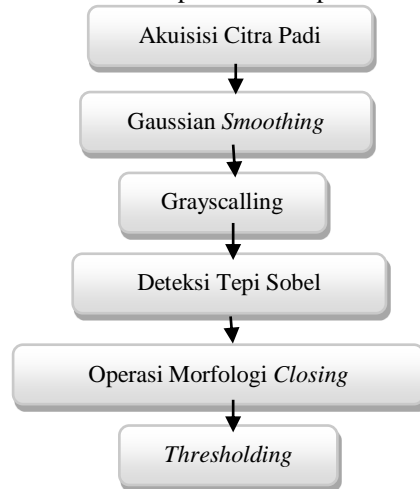 Akuisisi Citra Padi
Gaussian Smoothing
Grayscalling
Deteksi Tepi Sobel
Operasi Morfologi Closing
Thresholding